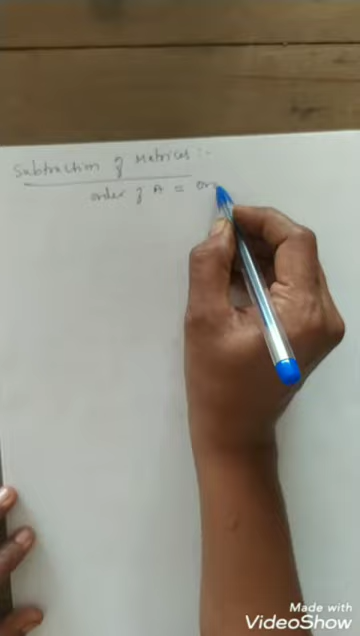 Subtraction of Matrices :-
order of A = or
Made with
VideoShow